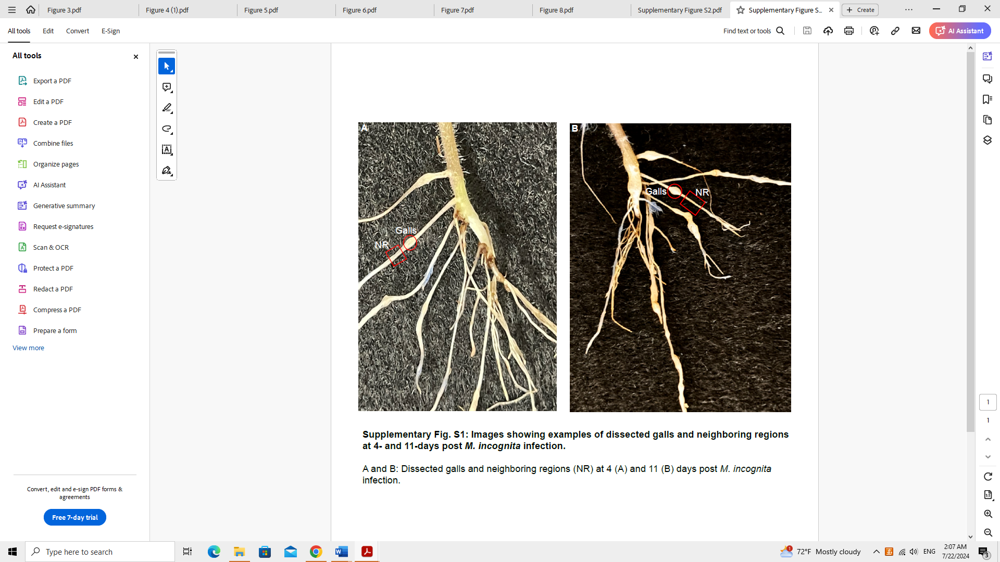 Figure 3.pdf
Figure 4 (1).pdf
Figure 5.pdf
Figure 6.pdf
Figure 7.pdf
Figure 8.pdf
Supplementary Figure S2.pdf
Supplementary Figure S...
Create
All tools
Edit
Convert
E-Sign
Find text or tools
AI Assistant
All tools
Export a PDF
Edit a PDF
Create a PDF
Combine files
Organize pages
AI Assistant
Generative summary
Request e-signatures
Scan & OCR
Protect a PDF
Redact a PDF
Compress a PDF
Prepare a form
View more
Convert, edit and e-sign PDF forms &
agreements
Free 7-day trial
A
Galls
NR
B
Galls
NR
Supplementary Fig. S1: Images showing examples of dissected galls and neighboring regions
at 4- and 11-days post M. incognita infection.
A and B: Dissected galls and neighboring regions (NR) at 4 (A) and 11 (B) days post M. incognita
infection.
1
1
Type here to search
1
72°F Mostly cloudy
ENG
2:07 AM
7/22/2024
3